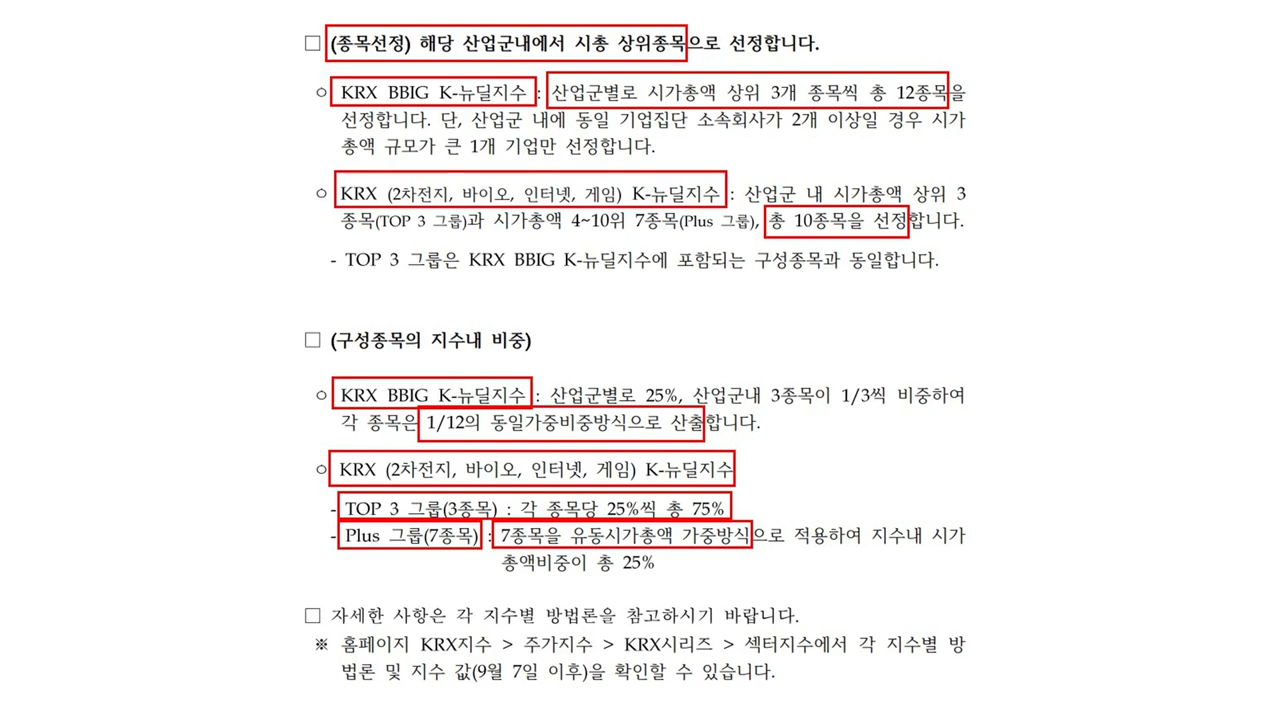 □ (종목선정) 해당 산업군내에서 시총 상위종목으로 선정합니다.
○ KRX BBIG K-뉴딜지수 : 산업군별로 시가총액 상위 3개 종목씩 총 12종목을
선정합니다. 단, 산업군 내에 동일 기업집단 소속회사가 2개 이상일 경우 시가
총액 규모가 큰 1개 기업만 선정합니다.
○ KRX (2차전지, 바이오, 인터넷, 게임) K-뉴딜지수 : 산업군 내 시가총액 상위 3
종목(TOP 3 그룹)과 시가총액 4~10위 7종목(Plus 그룹), 총 10종목을 선정합니다.
- TOP 3 그룹은 KRX BBIG K-뉴딜지수에 포함되는 구성종목과 동일합니다.
□ (구성종목의 지수내 비중)
○ KRX BBIG K-뉴딜지수 : 산업군별로 25%, 산업군내 3종목이 1/3씩 비중하여
각 종목은 1/12의 동일가중비중방식으로 산출합니다.
○ KRX (2차전지, 바이오, 인터넷, 게임) K-뉴딜지수
- TOP 3 그룹(3종목) : 각 종목당 25%씩 총 75%
- Plus 그룹(7종목) : 7종목을 유동시가총액 가중방식으로 적용하여 지수내 시가
총액비중이 총 25%
□ 자세한 사항은 각 지수별 방법론을 참고하시기 바랍니다.
※ 홈페이지 KRX지수 > 주가지수 > KRX시리즈 > 섹터지수에서 각 지수별 방
법론 및 지수 값(9월 7일 이후)을 확인할 수 있습니다.